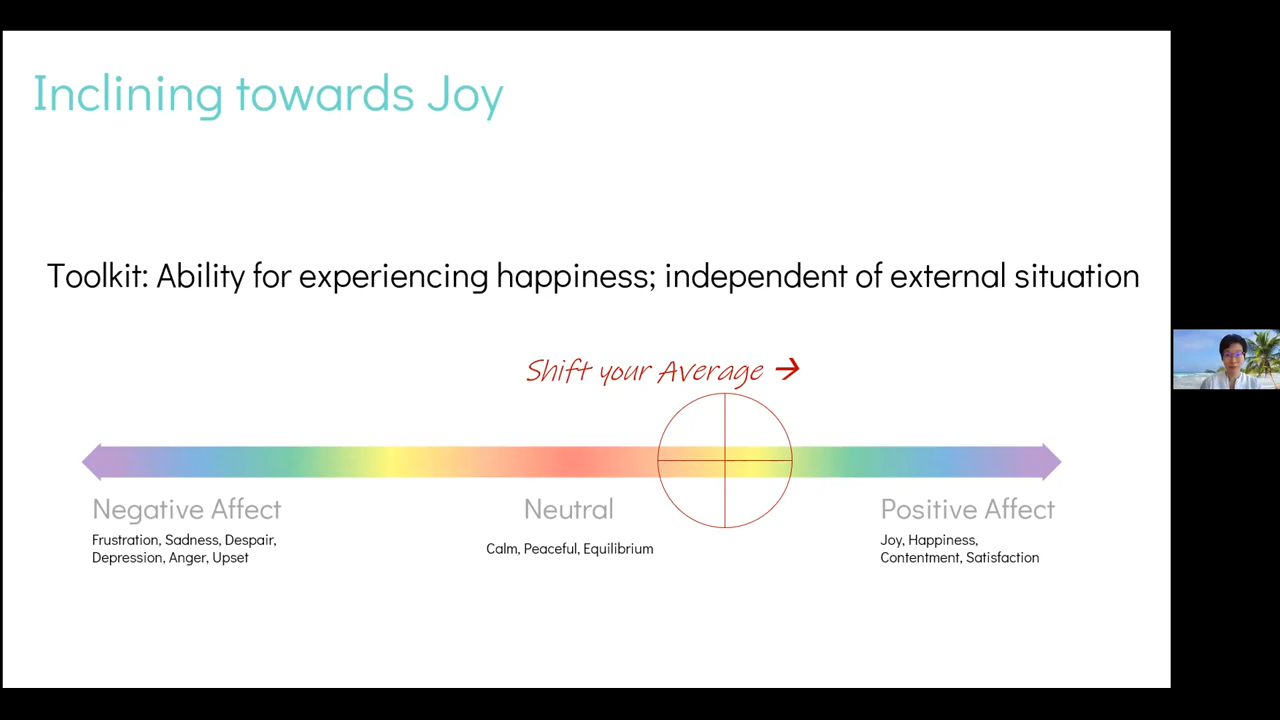 Inclining towards Joy
Toolkit: Ability for experiencing happiness; independent of external situation
Shift your Average →
Negative Affect
Frustration, Sadness, Despair,
Depression, Anger, Upset
Neutral
Calm, Peaceful, Equilibrium
Positive Affect
Joy, Happiness,
Contentment, Satisfaction